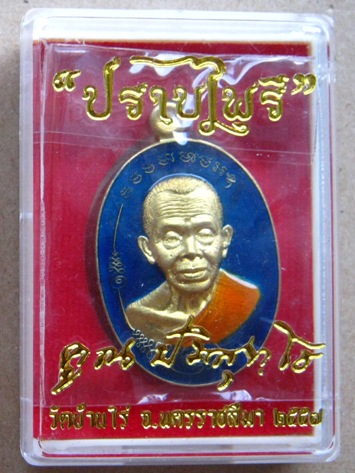 “ปราบไพรี”
คูณ ปริสุทฺโธ
วัดบ้านไร่ จ.นครราชสีมา ๒๕๕๗